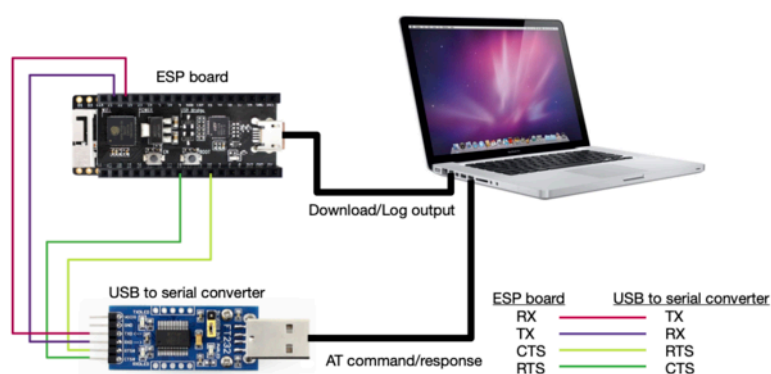 ESP board
Download/Log output
USB to serial converter
FT232
AT command/response
ESP board USB to serial converter
RX TX
TX RX
CTS RTS
RTS CTS